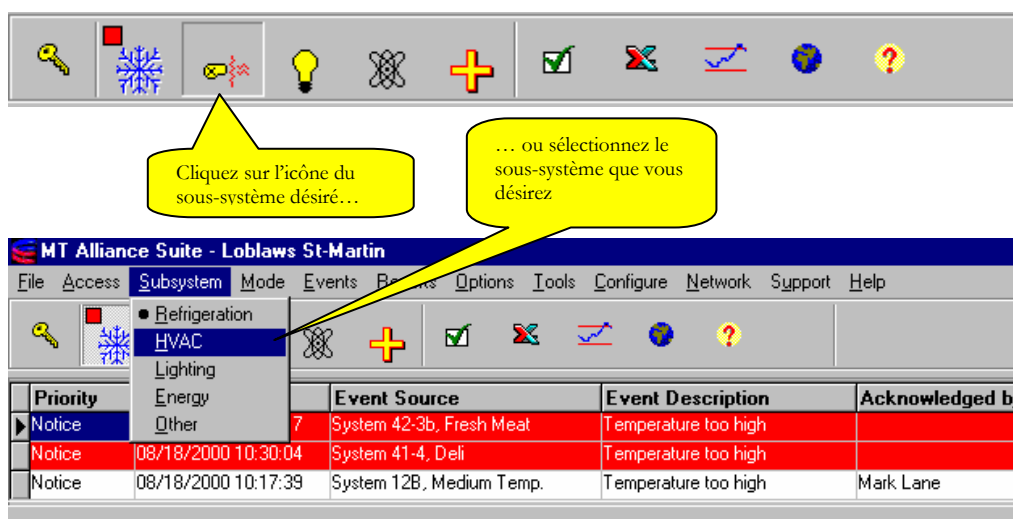 Cliquez sur l'icône du
sous-système désiré…
… ou sélectionnez le
sous-système que vous
désirez
MT Alliance Suite - Loblaws St-Martin
File Access Subsystem Mode Events Options Tools Configure Network Support Help
Refrigeration
HVAC
Lighting
Energy
Other
Priority Event Source Event Description Acknowledged b
Notice 7 System 42-3b, Fresh Meat Temperature too high
Notice 08/18/2000 10:30:04 System 41-4, Deli Temperature too high
Notice 08/18/2000 10:17:39 System 12B, Medium Temp. Temperature too high Mark Lane